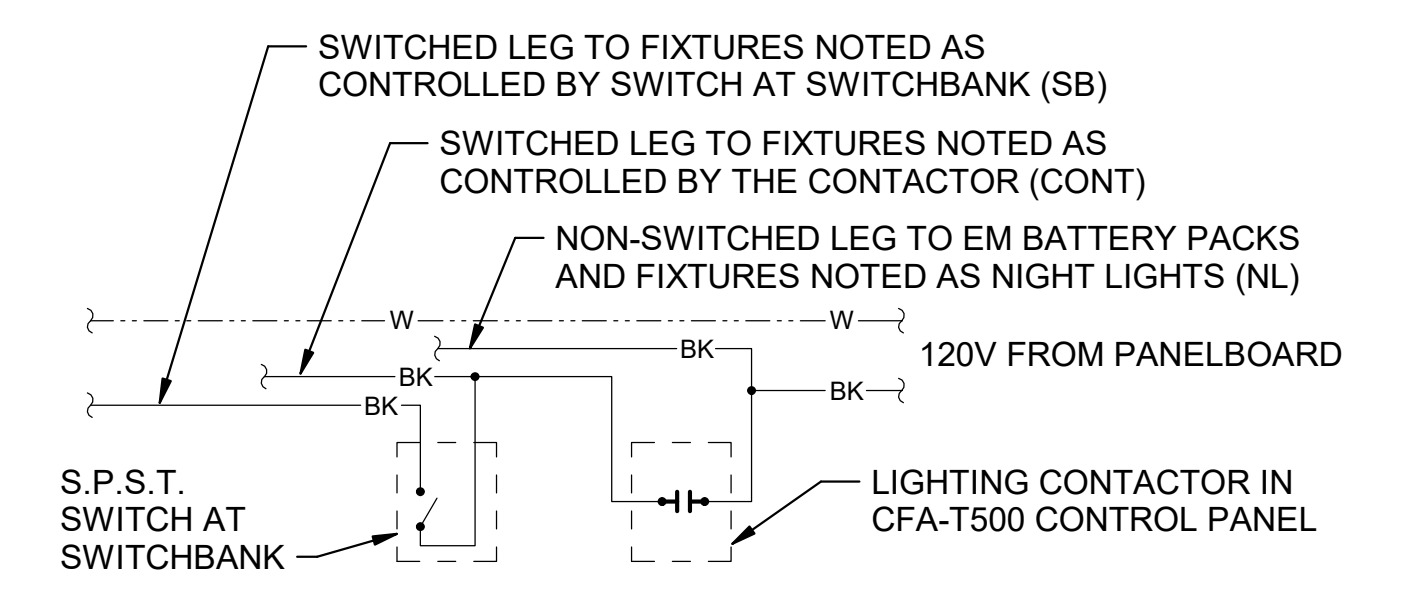 SWITCHED LEG TO FIXTURES NOTED AS
CONTROLLED BY SWITCH AT SWITCHBANK (SB)
SWITCHED LEG TO FIXTURES NOTED AS
CONTROLLED BY THE CONTACTOR (CONT)
NON-SWITCHED LEG TO EM BATTERY PACKS
AND FIXTURES NOTED AS NIGHT LIGHTS (NL)
W
W
BK
120V FROM PANELBOARD
BK
BK
BK
S.P.S.T.
SWITCH AT
SWITCHBANK
LIGHTING CONTACTOR IN
CFA-T500 CONTROL PANEL